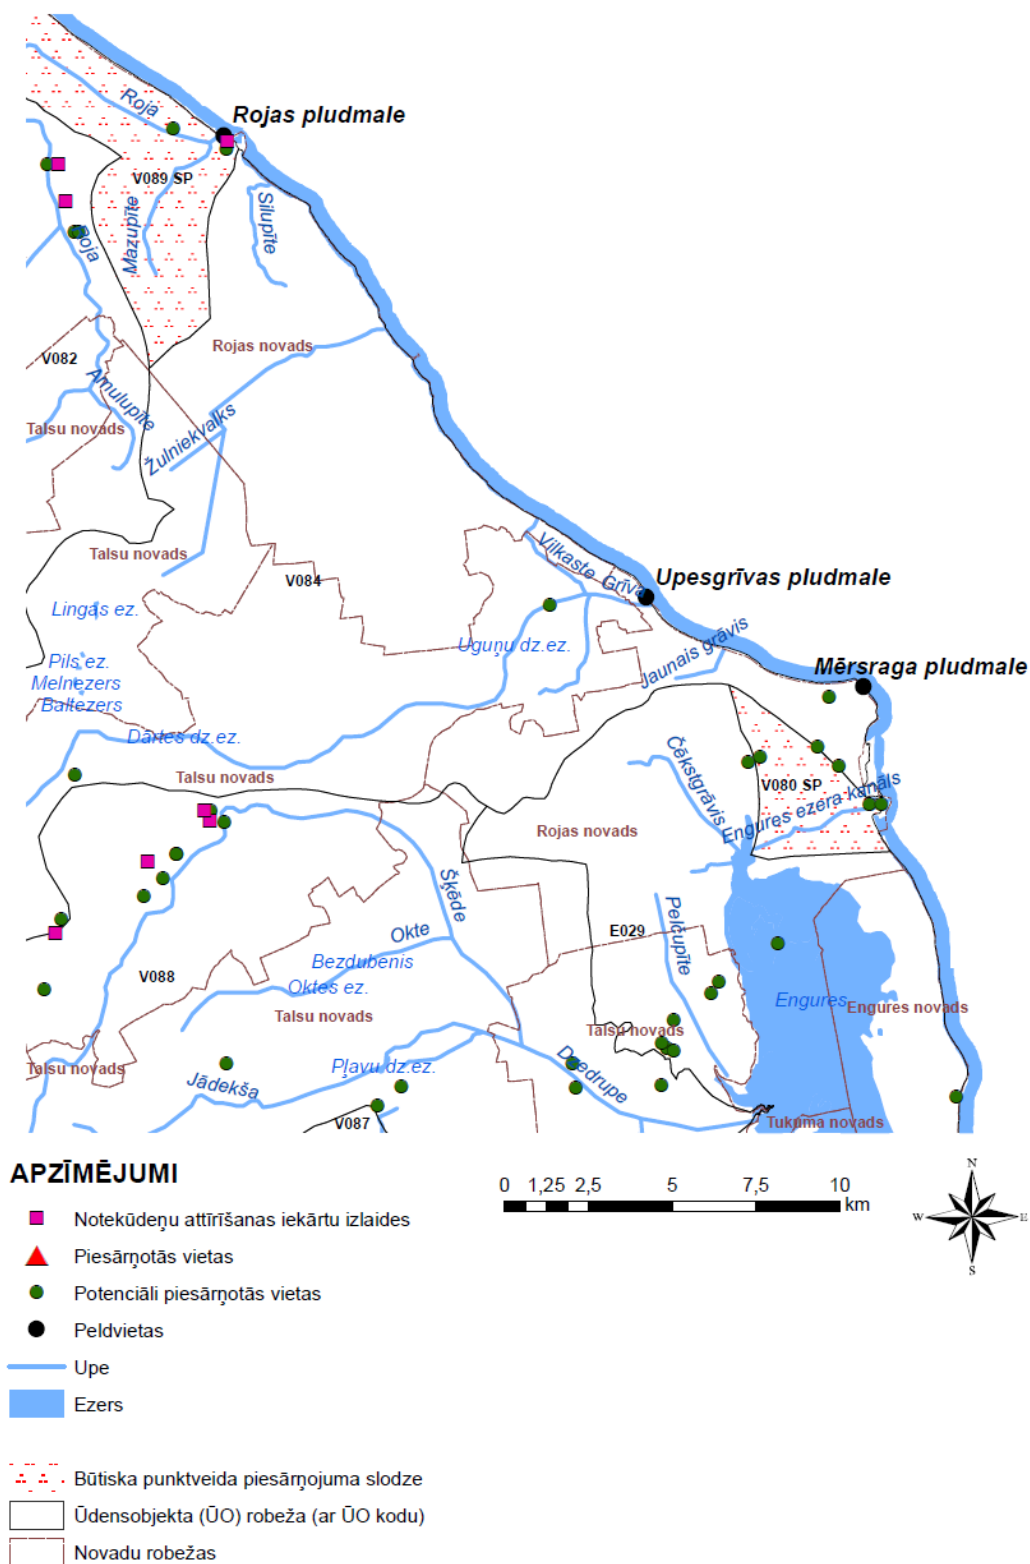 Rojas pludmale
Roja
V089 SP
Mazupīte
Silupīte
Roja
Rojas novads
V082
Amulupīte
Talsu novads
Žulniekvalks
Talsu novads
V084
Vilkaste
Grīva
Upesgrīvas pludmale
Lingas ez.
Uguņu dz.ez.
Jaunais grāvis
Pils ez.
Melnezers
Baltezers
Mērsraga pludmale
Dārtes dz.ez.
Talsu novads
Čēkstgrāvis
V080 SP
Engures ezera kanāls
Rojas novads
Šķēde
Pelčupīte
Okte
E029
Bezdubenis
V088
Oktes ez.
Engures
Engures novads
Talsu novads
Talsu novads
Talsu novads
Jādekša
Pļavu dz.ez.
Dzedrupe
V087
Tukuma novads
APZĪMĒJUMI
0 1,25 2,5 5 7,5 10
km
N
W E
S
Notekūdeņu attīrīšanas iekārtu izlaides
Piesārņotās vietas
Potenciāli piesārņotās vietas
Peldvietas
Upe
Ezers
Būtiska punktveida piesārņojuma slodze
Ūdensobjekta (ŪO) robeža (ar ŪO kodu)
Novadu robežas